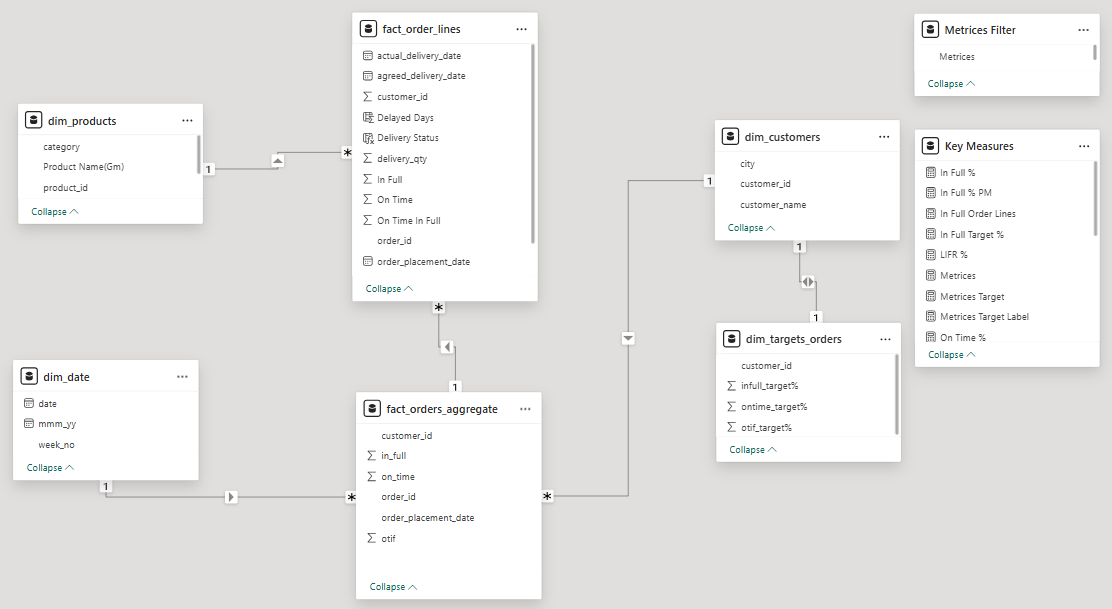 fact_order_lines
actual_delivery_date
agreed_delivery_date
customer_id
Delayed Days
Delivery Status
delivery_qty
In Full
On Time
On Time In Full
order_id
order_placement_date
Collapse
dim_products
category
Product Name(Gm)
product_id
Collapse
1
*
*
1
dim_date
date
mmm_yy
week_no
Collapse
1
*
fact_orders_aggregate
customer_id
in_full
on_time
order_id
order_placement_date
otif
Collapse
*
1
dim_customers
city
customer_id
customer_name
Collapse
1
1
dim_targets_orders
customer_id
infull_target%
ontime_target%
otif_target%
Collapse
Metrices Filter
Metrices
Collapse
Key Measures
In Full %
In Full % PM
In Full Order Lines
In Full Target %
LIFR %
Metrices
Metrices Target
Metrices Target Label
On Time %
Collapse